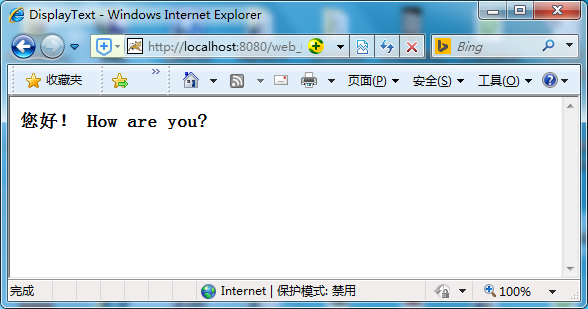 DisplayText - Windows Internet Explorer
http://localhost:8080/web_ Bing
收藏夹 » 页面(P) 安全(S) 工具(O) »
您好! How are you?
完成 Internet | 保护模式: 禁用 100%